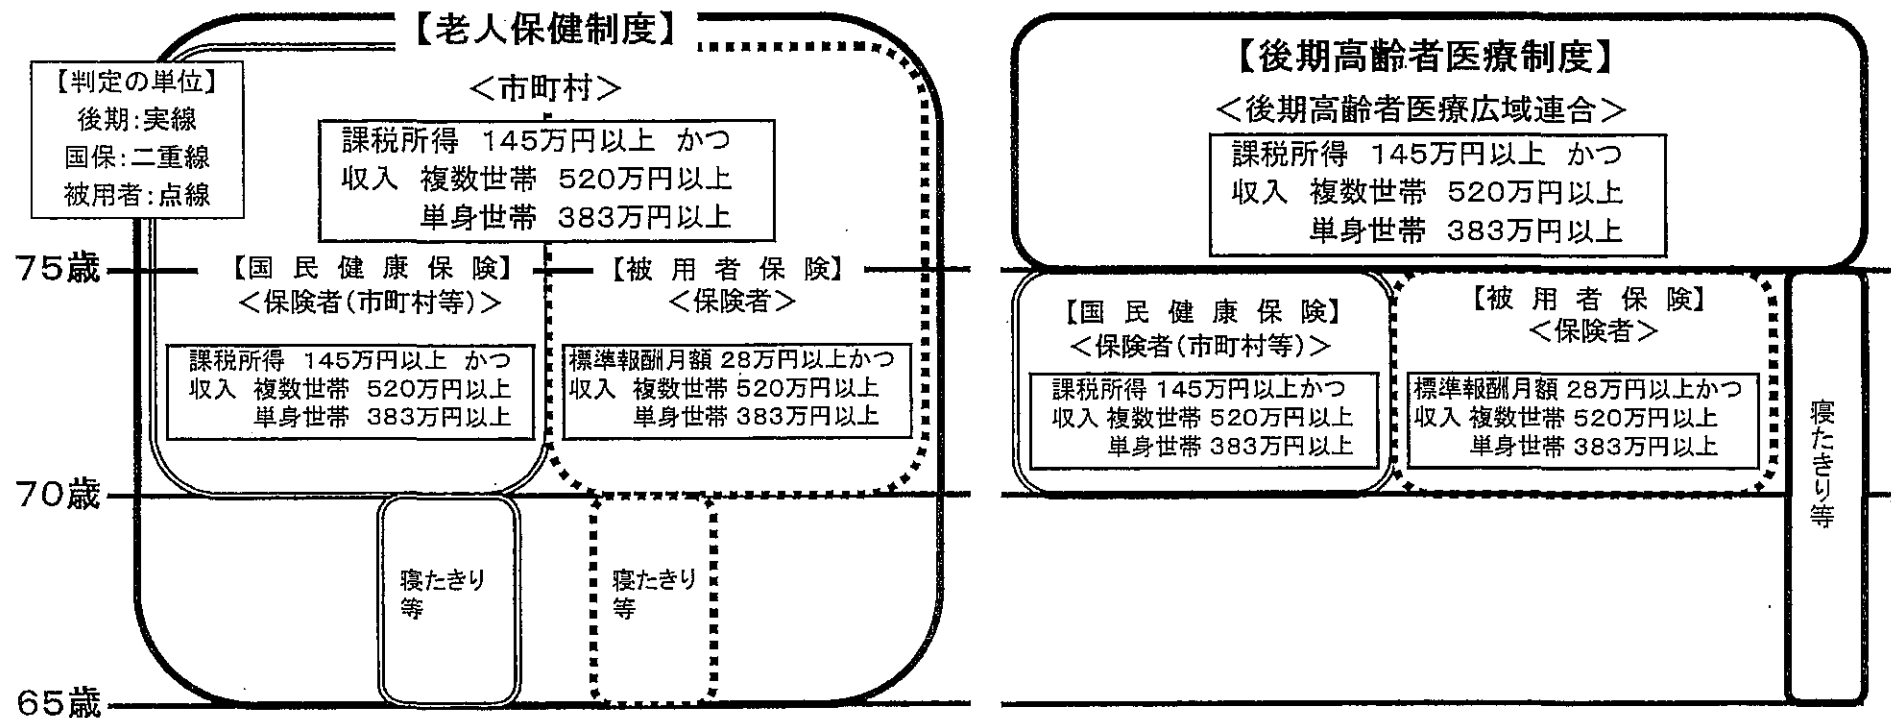 【老人保健制度】
【判定の単位】
後期:実線
国保:二重線
被用者:点線
＜市町村＞
課税所得 145万円以上 かつ
収入 複数世帯 520万円以上
単身世帯 383万円以上
75歳
【国民健康保険】
＜保険者(市町村等)＞
課税所得 145万円以上 かつ
収入 複数世帯 520万円以上
単身世帯 383万円以上
【被用者保険】
＜保険者＞
標準報酬月額 28万円以上かつ
収入 複数世帯 520万円以上
単身世帯 383万円以上
70歳
寝たきり
等
寝たきり
等
65歳
【後期高齢者医療制度】
＜後期高齢者医療広域連合＞
課税所得 145万円以上 かつ
収入 複数世帯 520万円以上
単身世帯 383万円以上
【国民健康保険】
＜保険者(市町村等)＞
課税所得 145万円以上かつ
収入 複数世帯 520万円以上
単身世帯 383万円以上
【被用者保険】
＜保険者＞
標準報酬月額 28万円以上かつ
収入 複数世帯 520万円以上
単身世帯 383万円以上
寝たきり等